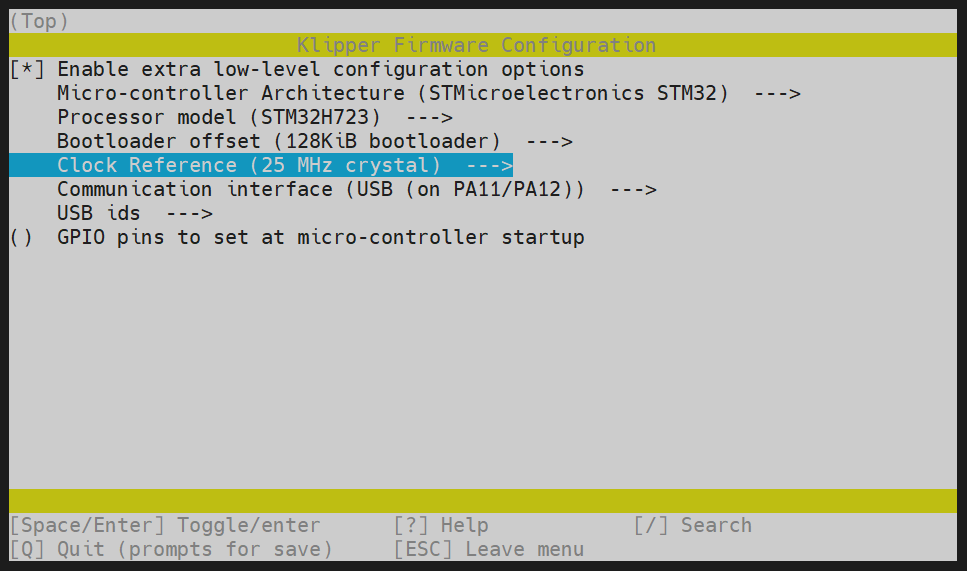 (Top)
Klipper Firmware Configuration
[*] Enable extra low-level configuration options
Micro-controller Architecture (STMicroelectronics STM32)  --->
Processor model (STM32H723)  --->
Bootloader offset (128KiB bootloader)  --->
Clock Reference (25 MHz crystal)  --->
Communication interface (USB (on PA11/PA12))  --->
USB ids  --->
()  GPIO pins to set at micro-controller startup
[Space/Enter] Toggle/enter      [?] Help            [/] Search
[Q] Quit (prompts for save)     [ESC] Leave menu